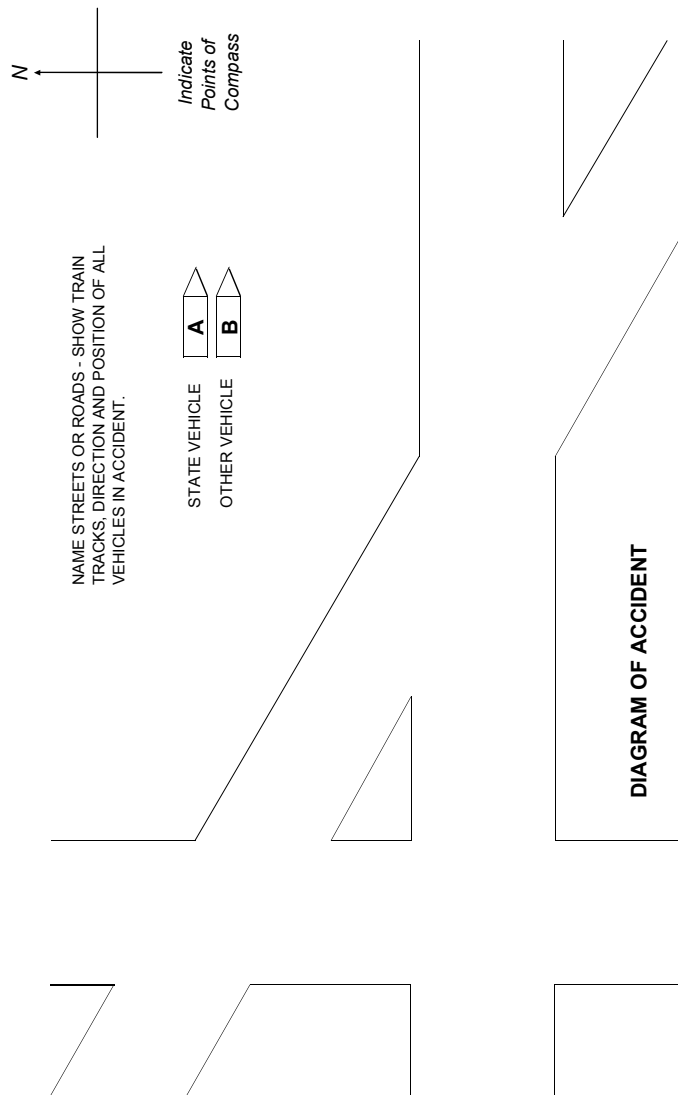 NAME STREETS OR ROADS - SHOW TRAIN
TRACKS, DIRECTION AND POSITION OF ALL
VEHICLES IN ACCIDENT.
N
Indicate
Points of
Compass
STATE VEHICLE
A
OTHER VEHICLE
B
DIAGRAM OF ACCIDENT